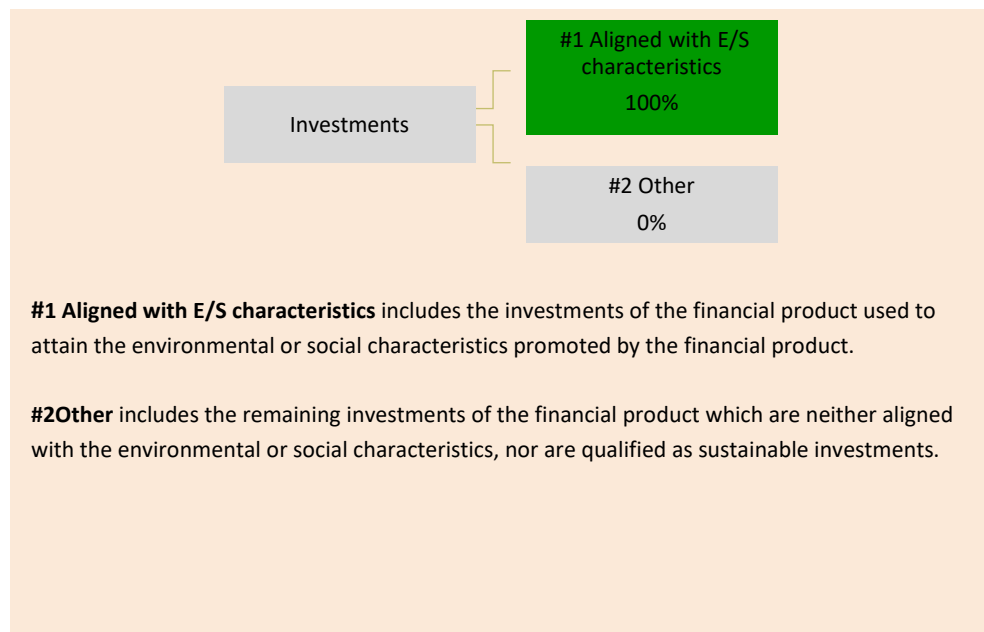 #1 Aligned with E/S
characteristics
100%
Investments
#2 Other
0%
#1 Aligned with E/S characteristics includes the investments of the financial product used to
attain the environmental or social characteristics promoted by the financial product.
#2Other includes the remaining investments of the financial product which are neither aligned
with the environmental or social characteristics, nor are qualified as sustainable investments.